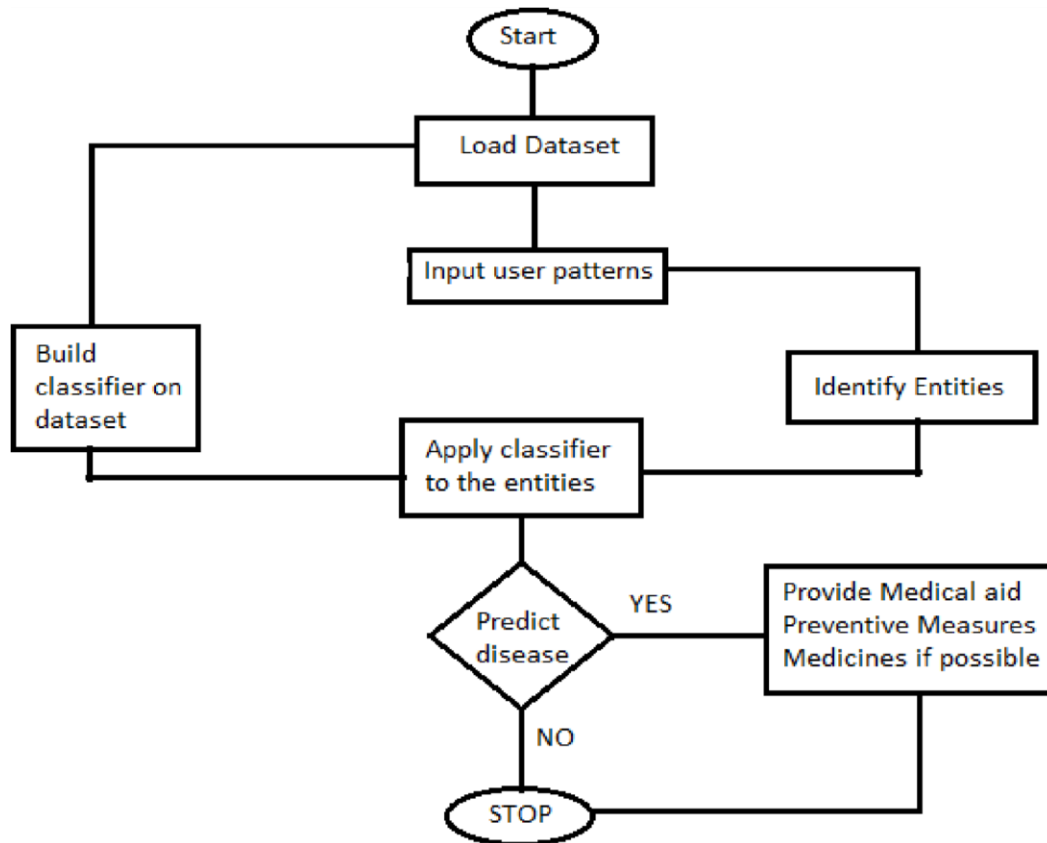 Start
Load Dataset
Input user patterns
Build
classifier on
dataset
Identify Entities
Apply classifier
to the entities
Predict
disease
YES
Provide Medical aid
Preventive Measures
Medicines if possible
NO
STOP